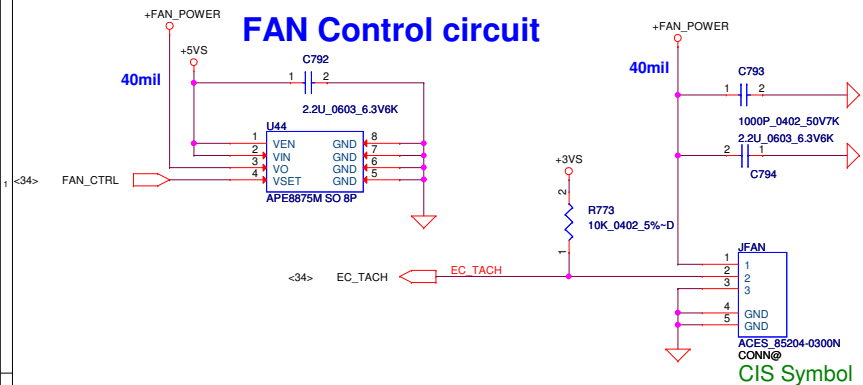 FAN Control circuit
+FAN_POWER
+5VS
40mil
C792
1 2
2.2U_0603_6.3V6K
U44
1 VEN GND 8
2 VIN GND 7
3 VO GND 6
4 VSET GND 5
APE8875M SO 8P
1 <34> FAN_CTRL
+FAN_POWER
40mil
C793
1 2
1000P_0402_50V7K
2.2U_0603_6.3V6K
2 1
C794
+3VS
2
R773
10K_0402_5%~D
1
<34> EC_TACH EC_TACH
JFAN
1 1
2 2
3 3
4 GND
5 GND
ACES_85204-0300N
CONN@
CIS Symbol